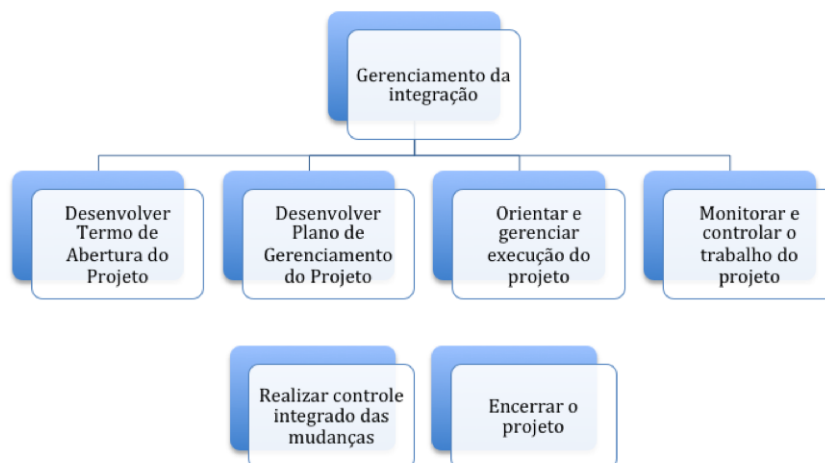 Gerenciamento da
integração
Desenvolver
Termo de
Abertura do
Projeto
Desenvolver
Plano de
Gerenciamento
do Projeto
Orientar e
gerenciar
execução do
projeto
Monitorar e
controlar o
trabalho do
projeto
Realizar controle
integrado das
mudanças
Encerrar o
projeto